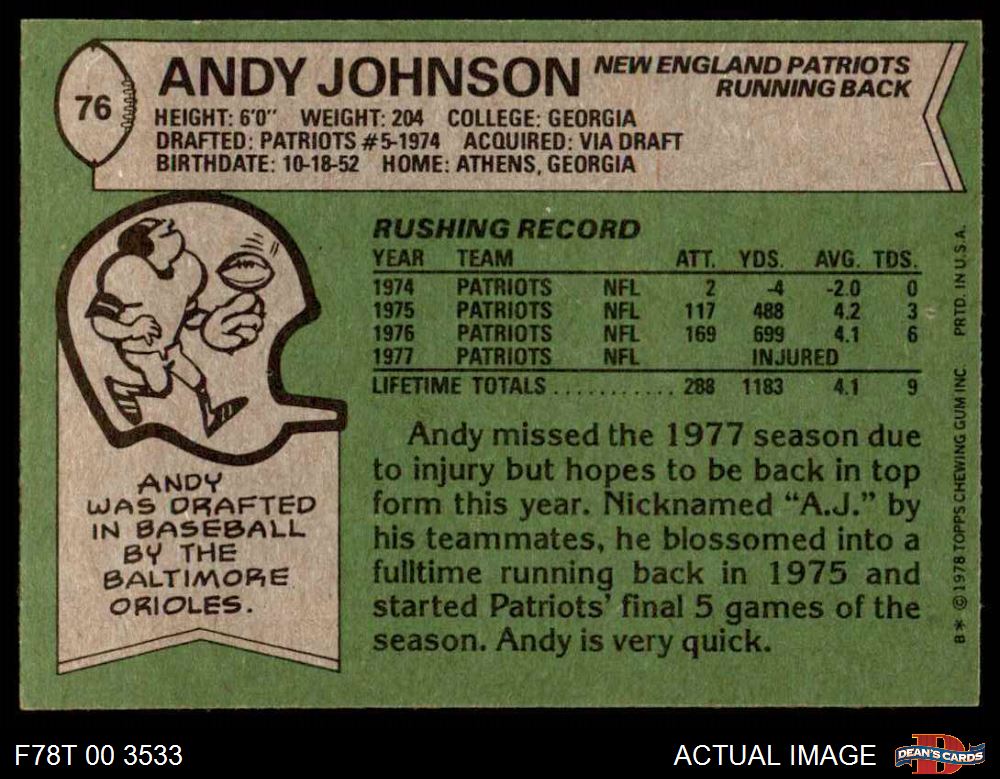 76
ANDY JOHNSON
NEW ENGLAND PATRIOTS
RUNNING BACK
HEIGHT: 6'0" WEIGHT: 204 COLLEGE: GEORGIA
DRAFTED: PATRIOTS #5-1974 ACQUIRED: VIA DRAFT
BIRTHDATE: 10-18-52 HOME: ATHENS, GEORGIA
RUSHING RECORD
YEAR TEAM ATT. YDS. AVG. TDS.
1974 PATRIOTS NFL 2 -4 -2.0 0
1975 PATRIOTS NFL 117 488 4.2 3
1976 PATRIOTS NFL 169 699 4.1 6
1977 PATRIOTS NFL INJURED
LIFETIME TOTALS ............ 288 1183 4.1 9
Andy missed the 1977 season due
to injury but hopes to be back in top
form this year. Nicknamed "A.J." by
his teammates, he blossomed into a
fulltime running back in 1975 and
started Patriots' final 5 games of the
season. Andy is very quick.
ANDY
WAS DRAFTED
IN BASEBALL
BY THE
BALTIMORE
ORIOLES.
B* © 1978 TOPPS CHEWING GUM INC. PRTD. IN U.S.A.
F78T 00 3533
ACTUAL IMAGE
DEAN'S CARDS